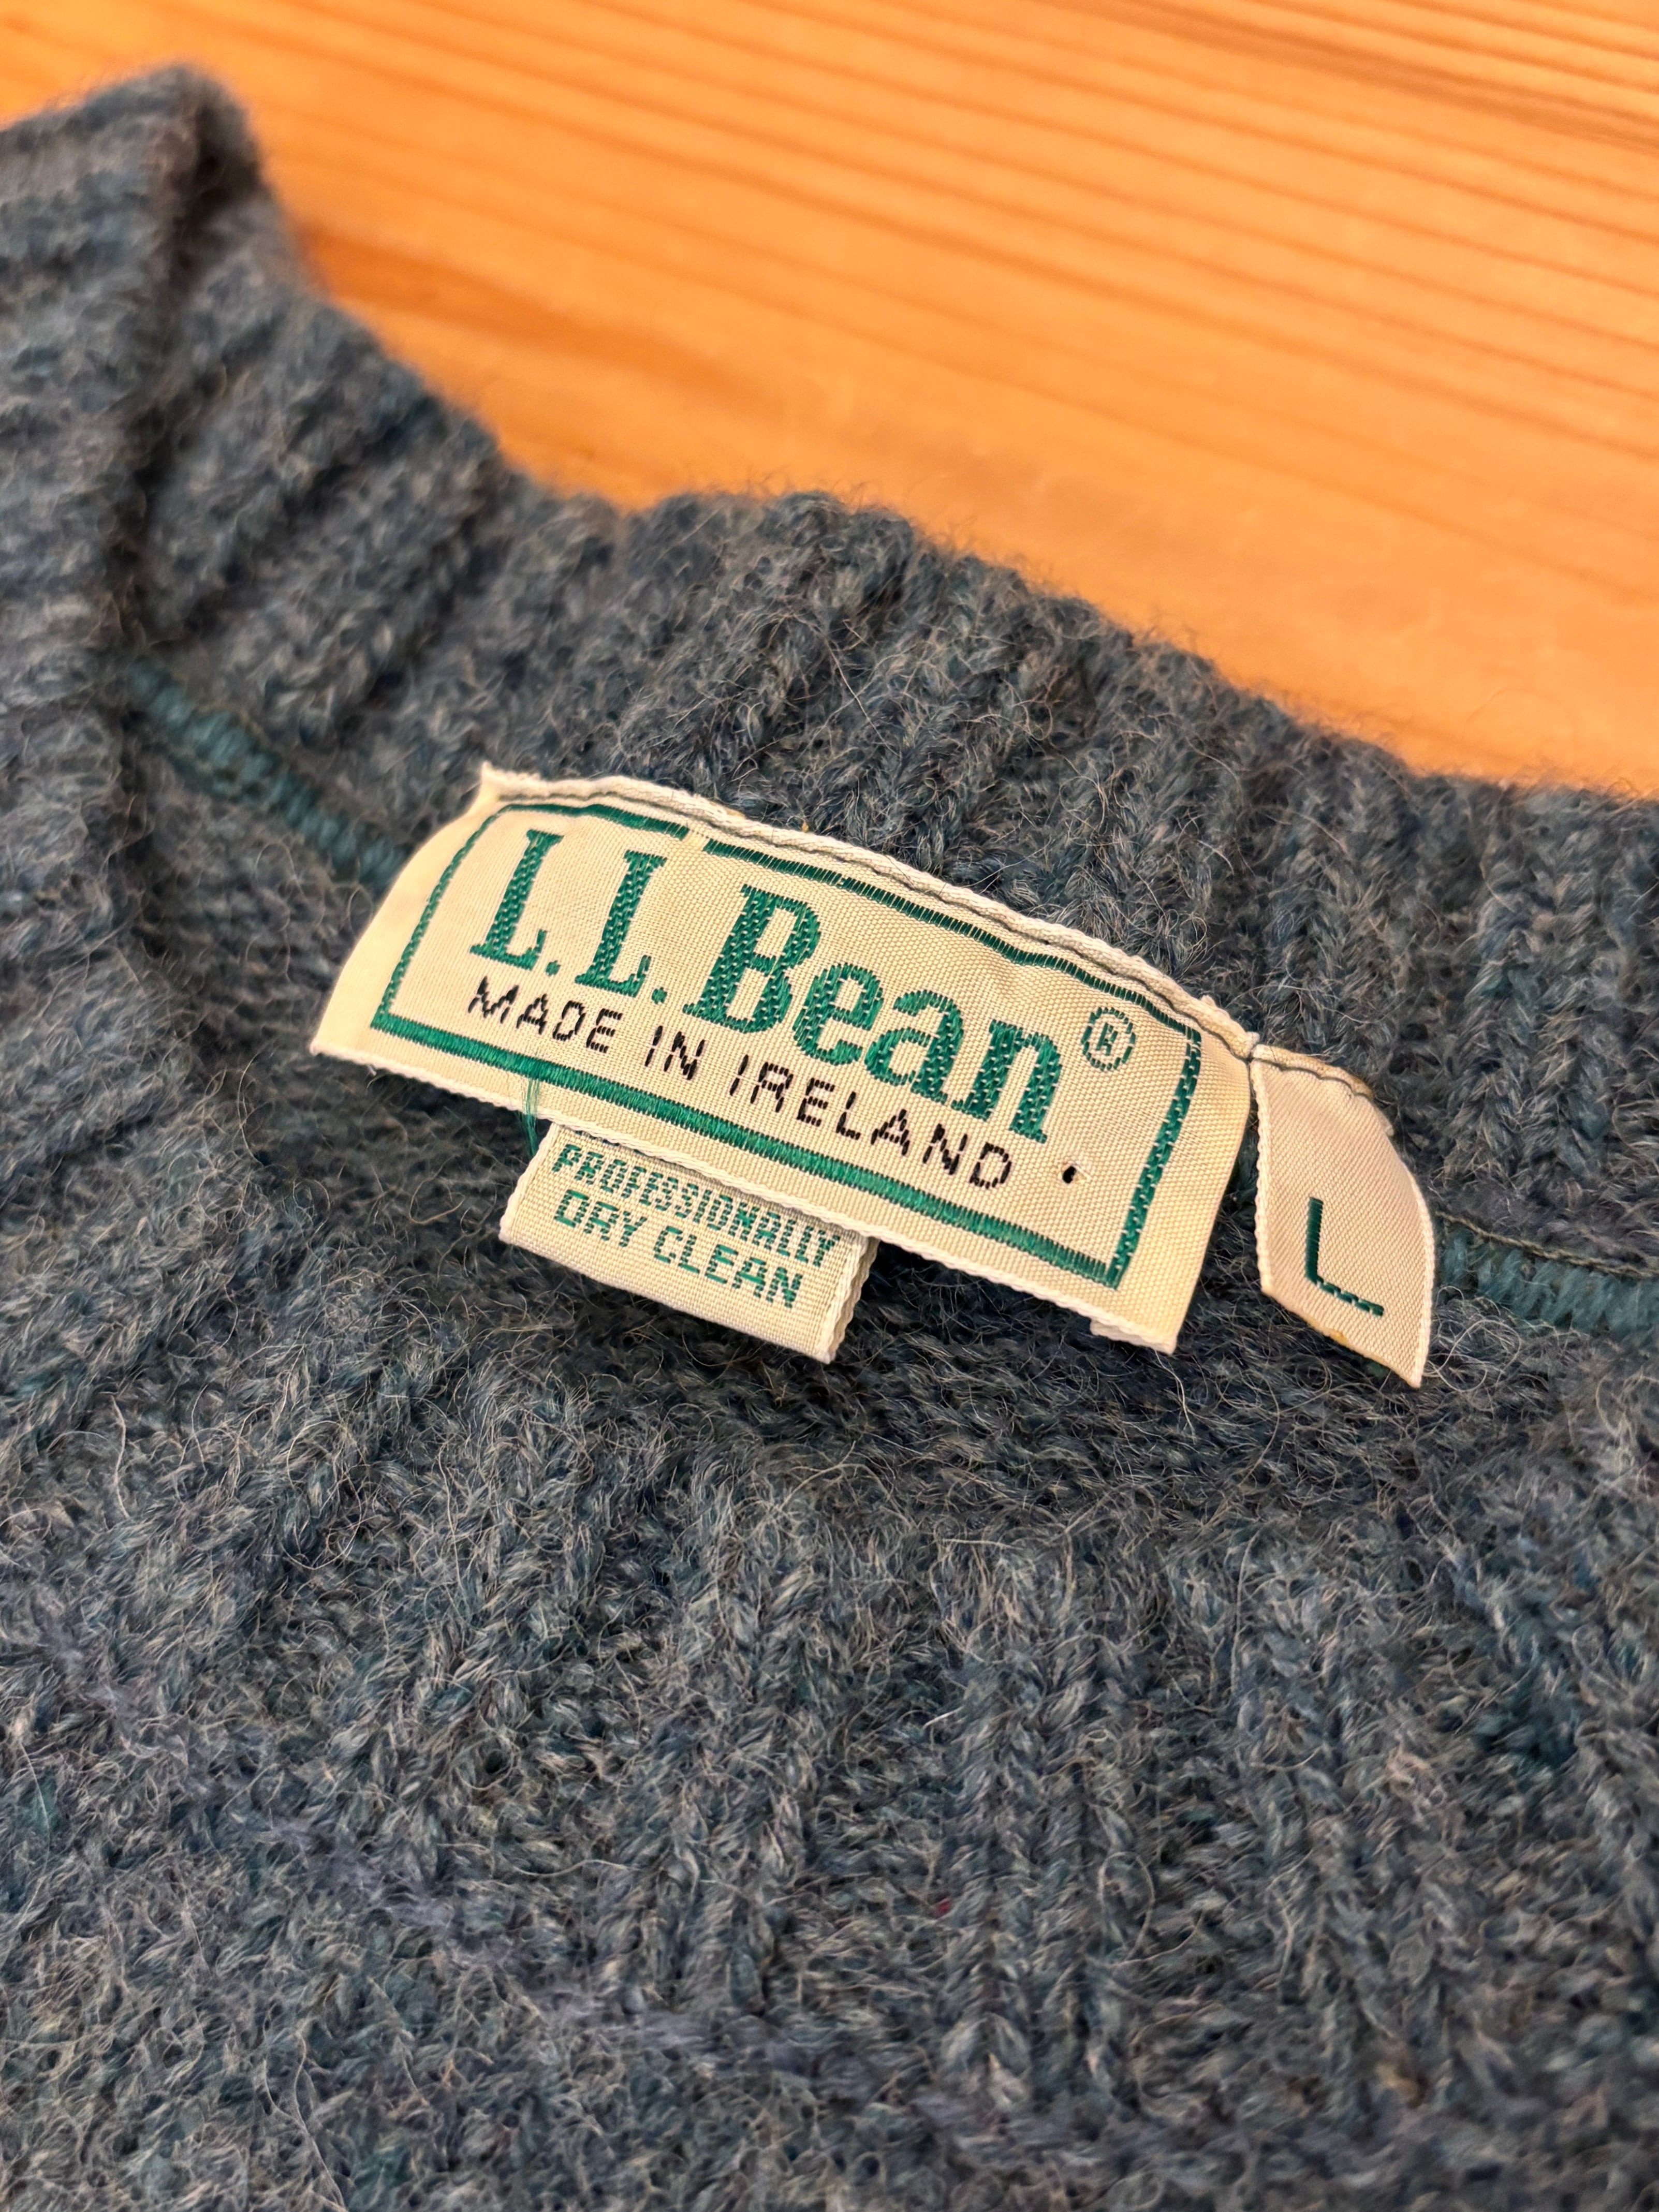 L.L.Bean®
MADE IN IRELAND
PROFESSIONALLY
DRY CLEAN
L